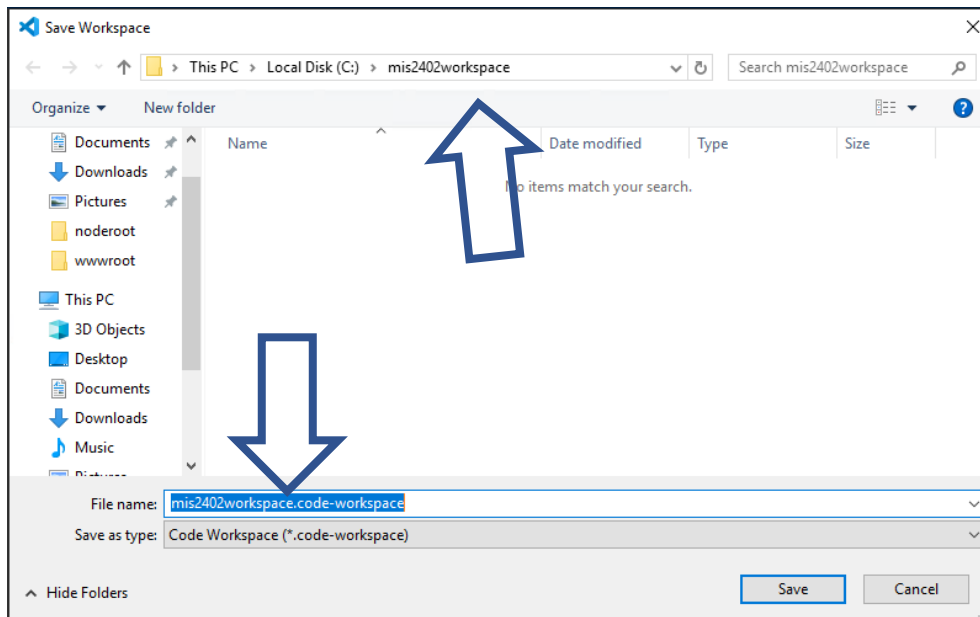 Save Workspace
This PC > Local Disk (C:) > mis2402workspace
Search mis2402workspace
Organize
New folder
Name
Date modified
Type
Size
No items match your search.
Documents
Downloads
Pictures
noderoot
wwwroot
This PC
3D Objects
Desktop
Documents
Downloads
Music
Pictures
File name: mis2402workspace.code-workspace
Save as type: Code Workspace (*.code-workspace)
Hide Folders
Save
Cancel